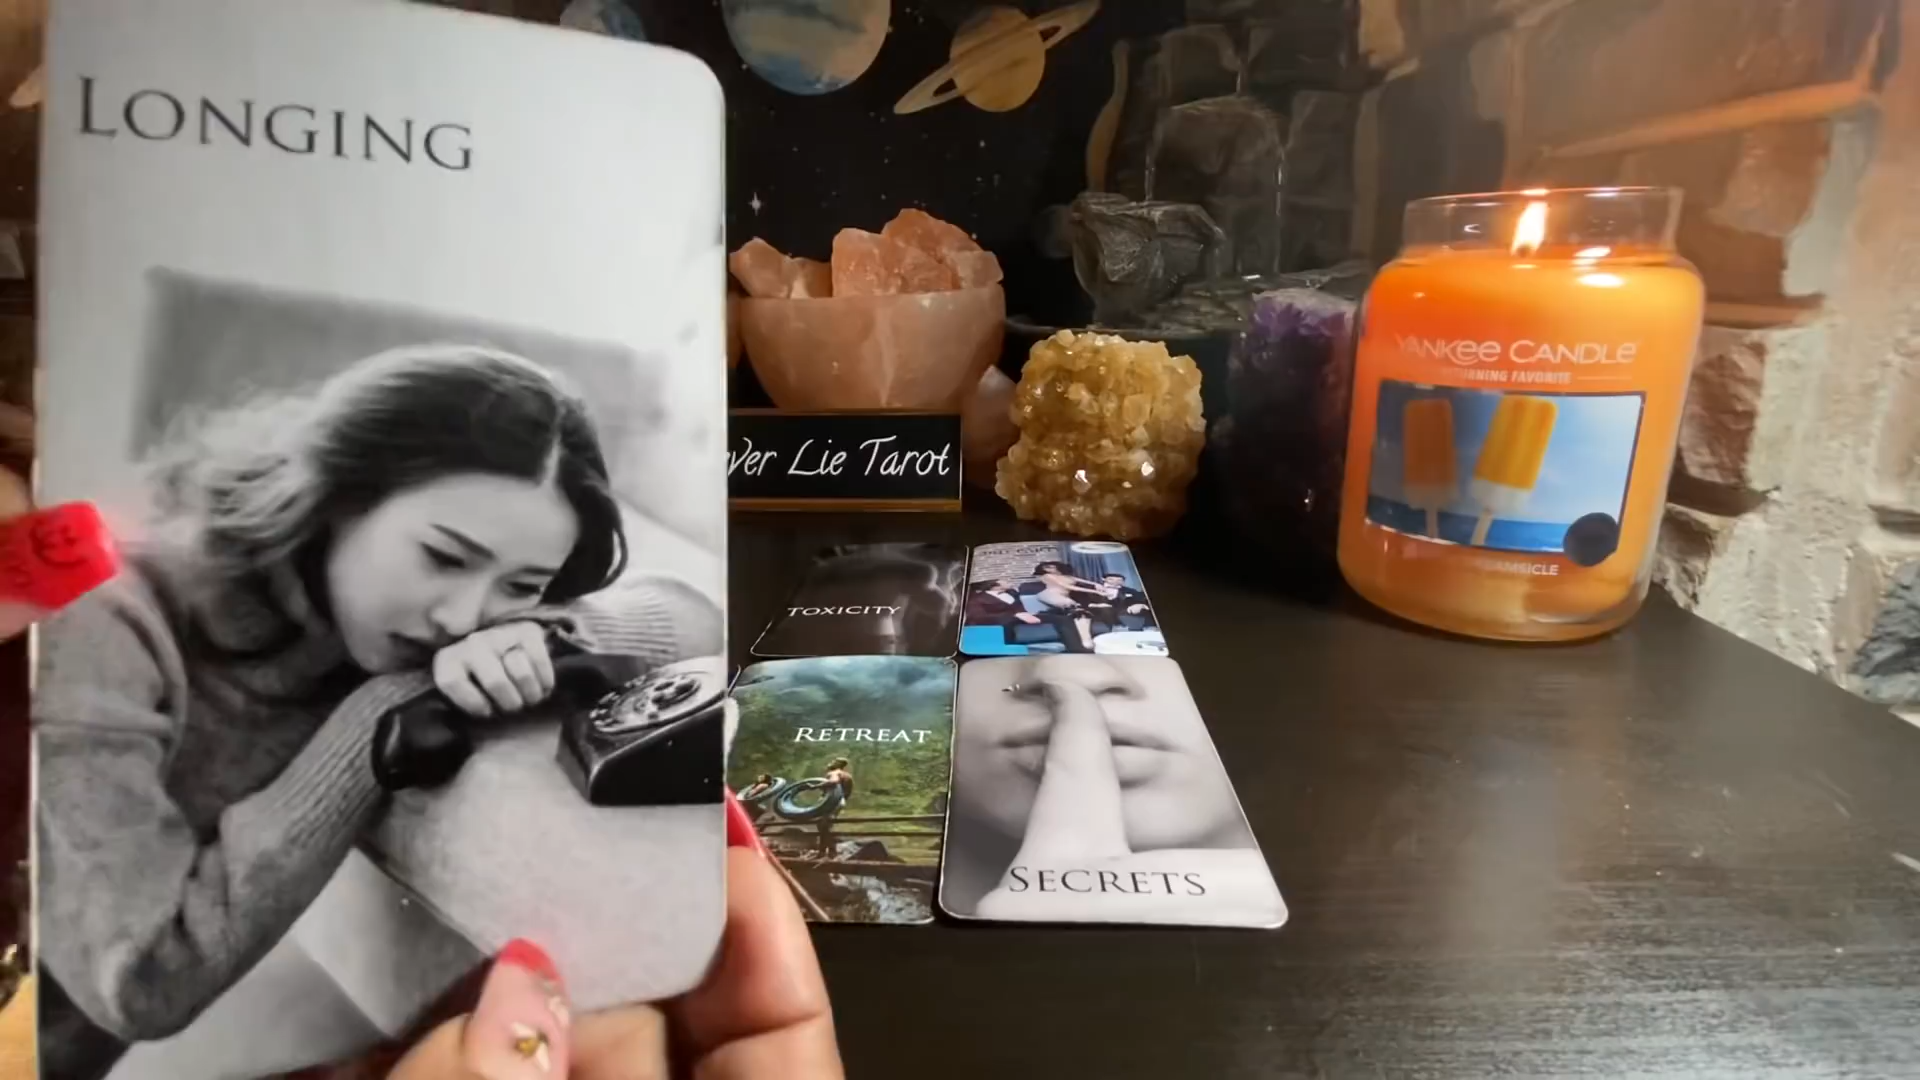 LONGING
ver Lie Tarot
YANKEE CANDLE
TOXICITY
RETREAT
SECRETS